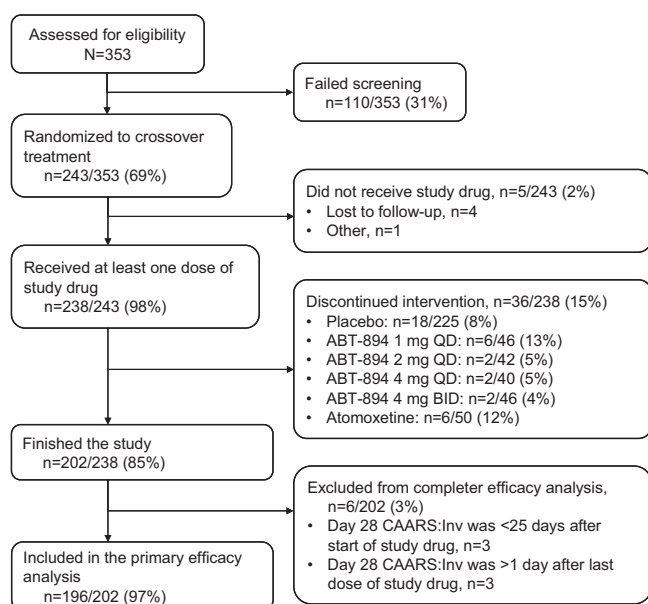 Assessed for eligibility
N=353
Failed screening
n=110/353 (31%)
Randomized to crossover
treatment
n=243/353 (69%)
Did not receive study drug, n=5/243 (2%)
• Lost to follow-up, n=4
• Other, n=1
Received at least one dose of
study drug
n=238/243 (98%)
Discontinued intervention, n=36/238 (15%)
• Placebo: n=18/225 (8%)
• ABT-894 1 mg QD: n=6/46 (13%)
• ABT-894 2 mg QD: n=2/42 (5%)
• ABT-894 4 mg QD: n=2/40 (5%)
• ABT-894 4 mg BID: n=2/46 (4%)
• Atomoxetine: n=6/50 (12%)
Finished the study
n=202/238 (85%)
Excluded from completer efficacy analysis,
n=6/202 (3%)
• Day 28 CAARS:Inv was <25 days after
start of study drug, n=3
• Day 28 CAARS:Inv was >1 day after last
dose of study drug, n=3
Included in the primary efficacy
analysis
n=196/202 (97%)